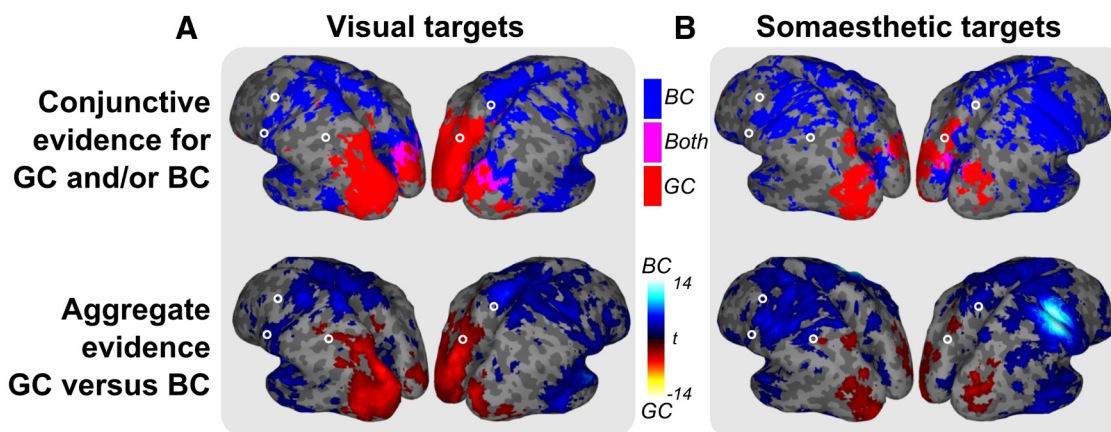 A Visual targets
B Somaesthetic targets
Conjunctive
evidence for
GC and/or BC
BC
Both
GC
Aggregate
evidence
GC versus BC
BC
14
t
-14
GC